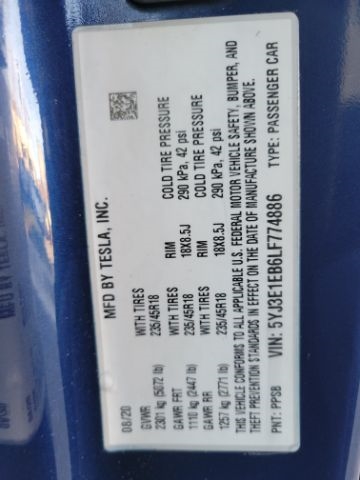 MFD BY TESLA, INC.
08/20
GVWR
2301 kg (5072 lb)
GAWR FRT WITH TIRES RIM COLD TIRE PRESSURE
1110 kg (2447 lb) 235/45R18 18X8.5J 290 kPa, 42 psi
GAWR RR WITH TIRES RIM COLD TIRE PRESSURE
1257 kg (2771 lb) 235/45R18 18X8.5J 290 kPa, 42 psi
THIS VEHICLE CONFORMS TO ALL APPLICABLE U.S. FEDERAL MOTOR VEHICLE SAFETY, BUMPER, AND
THEFT PREVENTION STANDARDS IN EFFECT ON THE DATE OF MANUFACTURE SHOWN ABOVE.
VIN: 5YJ3E1EB6LF774886
PNT: PPSB TYPE: PASSENGER CAR